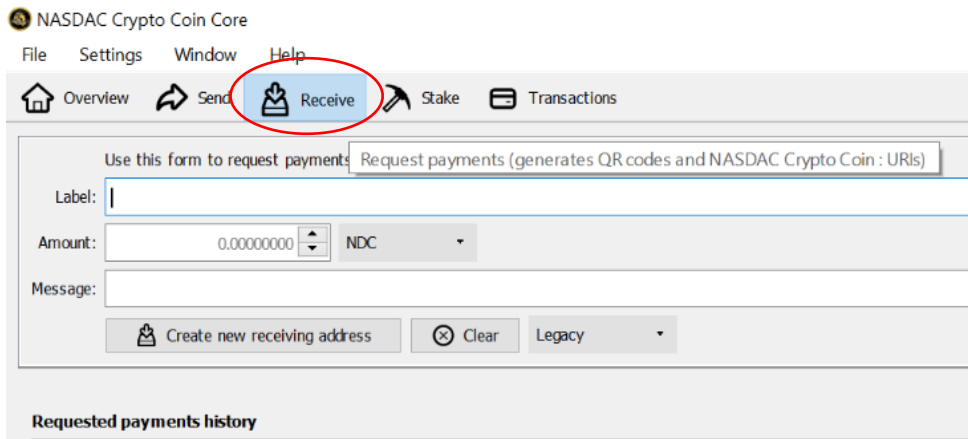 NASDAC Crypto Coin Core
File Settings Window Help
Overview Send Receive Stake Transactions
Use this form to request payments
Request payments (generates QR codes and NASDAC Crypto Coin : URIs)
Label:
Amount: 0.00000000 NDC
Message:
Create new receiving address Clear Legacy
Requested payments history